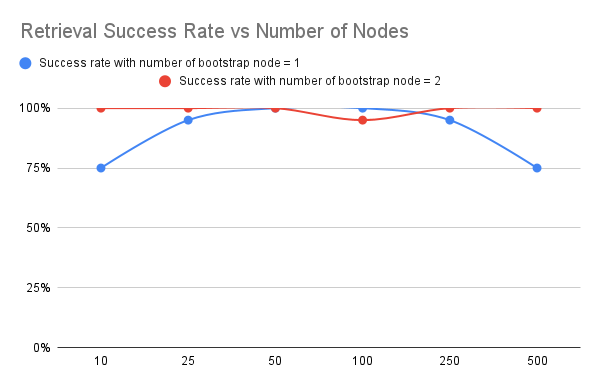 Retrieval Success Rate vs Number of Nodes
Success rate with number of bootstrap node = 1
Success rate with number of bootstrap node = 2
100%
75%
50%
25%
0%
10 25 50 100 250 500